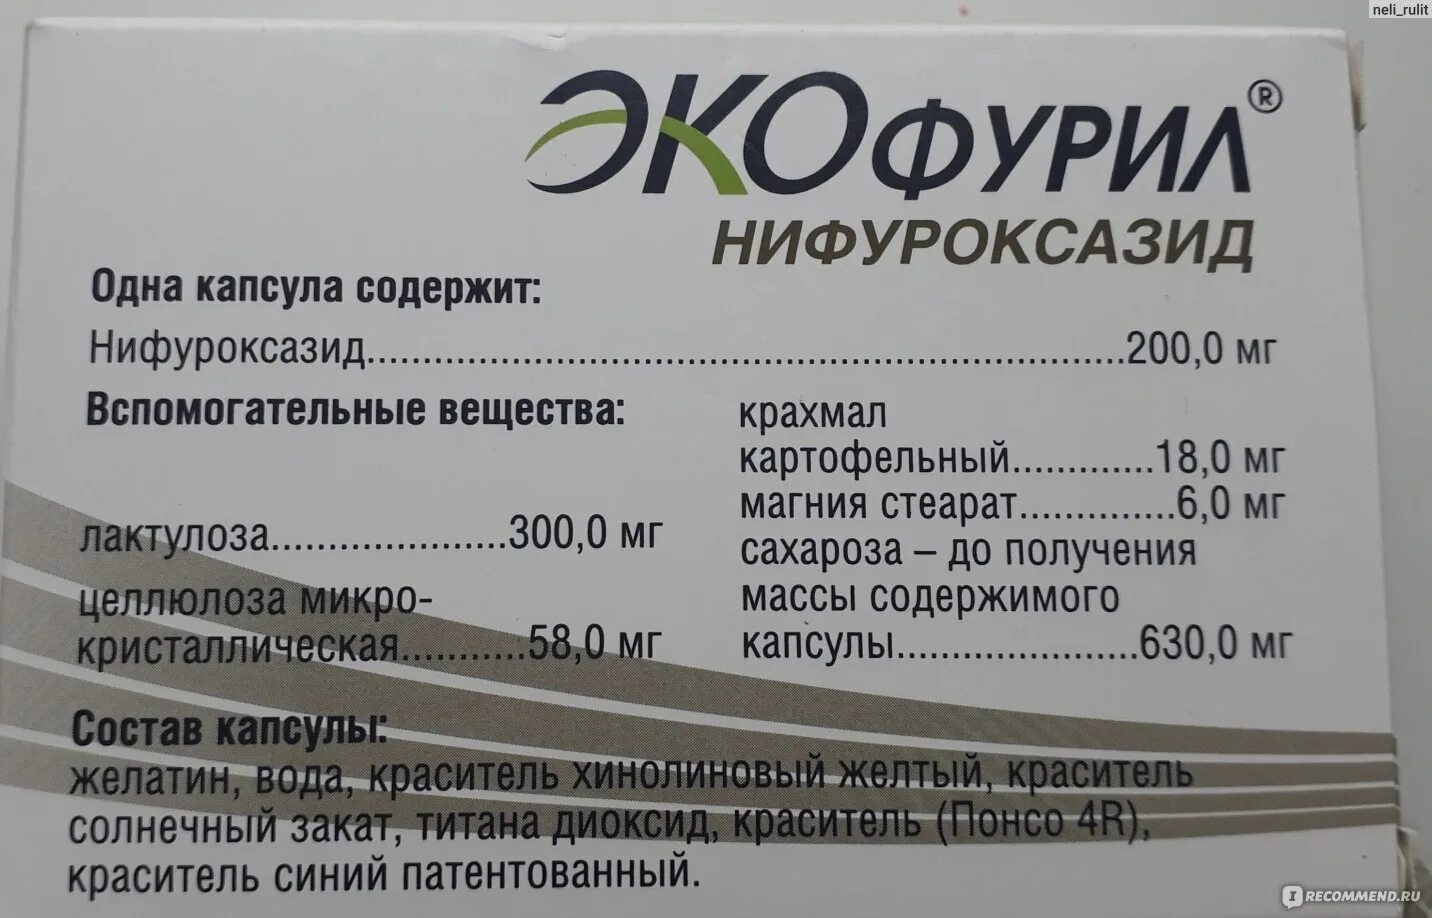 neli_rulit
ЭКОФУРИЛ®
НИФУРОКСАЗИД
Одна капсула содержит:
Нифуроксазид..........................................................................200,0 мг
Вспомогательные вещества:
лактулоза.....................300,0 мг
целлюлоза микро-
кристаллическая...........58,0 мг
крахмал
картофельный.............18,0 мг
магния стеарат..............6,0 мг
сахароза – до получения
массы содержимого
капсулы......................630,0 мг
Состав капсулы:
желатин, вода, краситель хинолиновый желтый, краситель
солнечный закат, титана диоксид, краситель (Понсо 4R),
краситель синий патентованный.
IRECOMMEND.RU